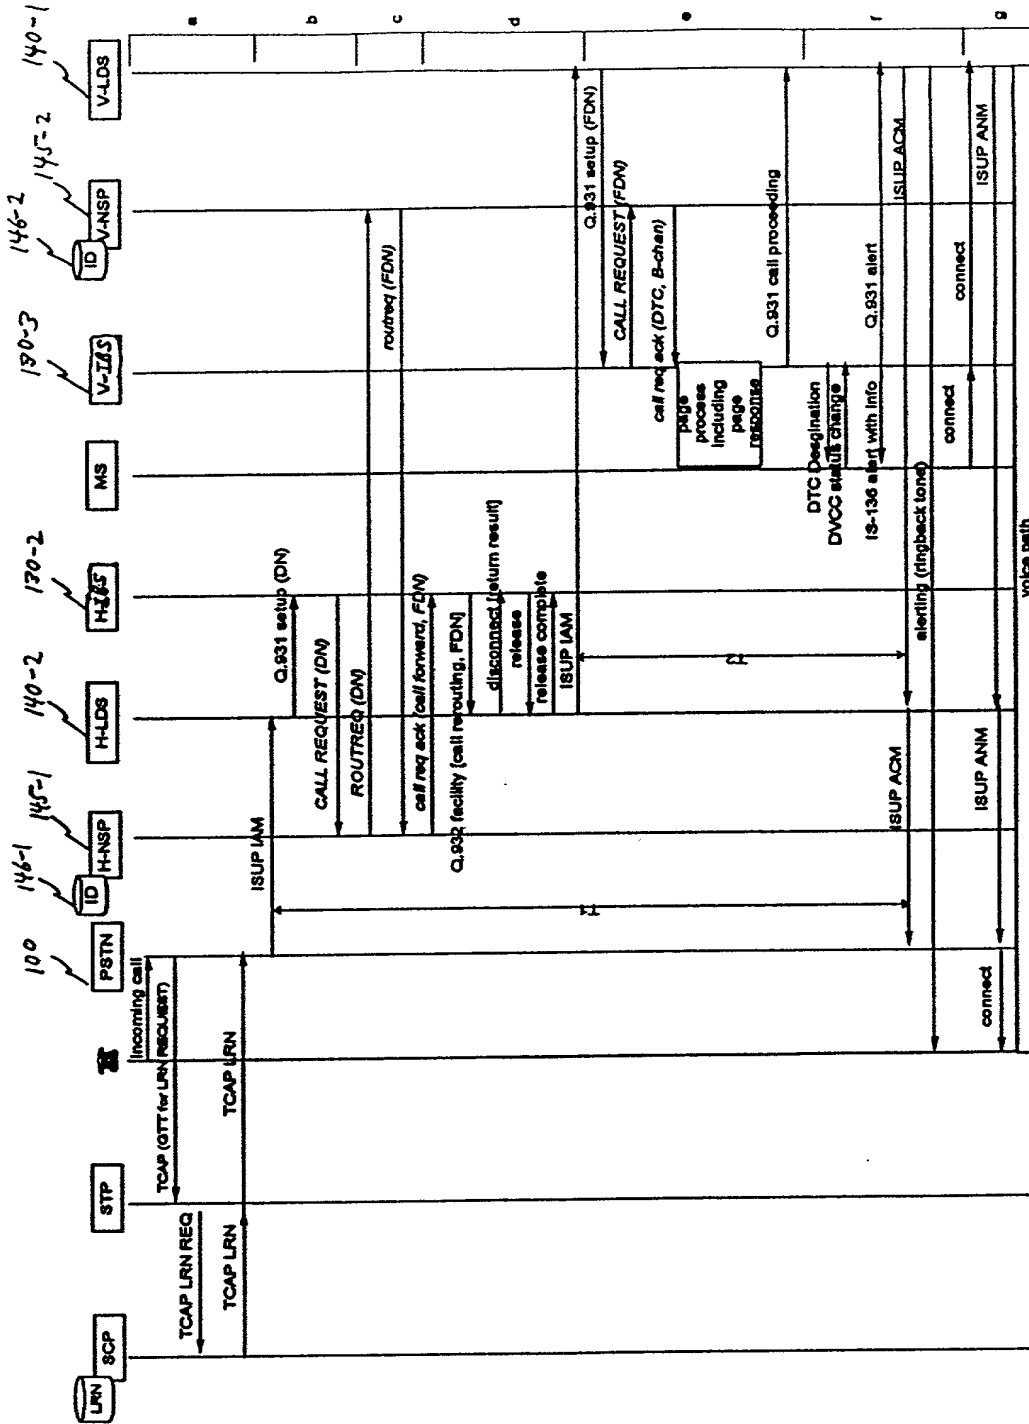 140-1
145-2
146-2
130-3
130-2
140-2
145-1
146-1
100
LRN
SCP
STP
PSTN
ID
H-NSP
H-LDS
H-IBS
MS
V-IBS
ID
V-NSP
V-LDS
a
Incoming call
TCAP (GTT for LRN REQUEST)
TCAP LRN REQ
TCAP LRN
TCAP LRN
b
ISUP IAM
Q.931 setup (DN)
CALL REQUEST (DN)
c
ROUTREQ (DN)
routreq (FDN)
d
call req ack (call forward, FDN)
Q.932 facility [call rerouting, FDN]
disconnect [return result]
release
release complete
ISUP IAM
e
Q.931 setup (FDN)
CALL REQUEST (FDN)
call req ack (DTC, B-chan)
page
process
including
page
response
Q.931 call proceeding
T1
T2
f
DTC Desgination
DVCC status change
IS-136 alert with info
Q.931 alert
ISUP ACM
ISUP ACM
alerting (ringback tone)
g
connect
connect
ISUP ANM
ISUP ANM
connect
voice path